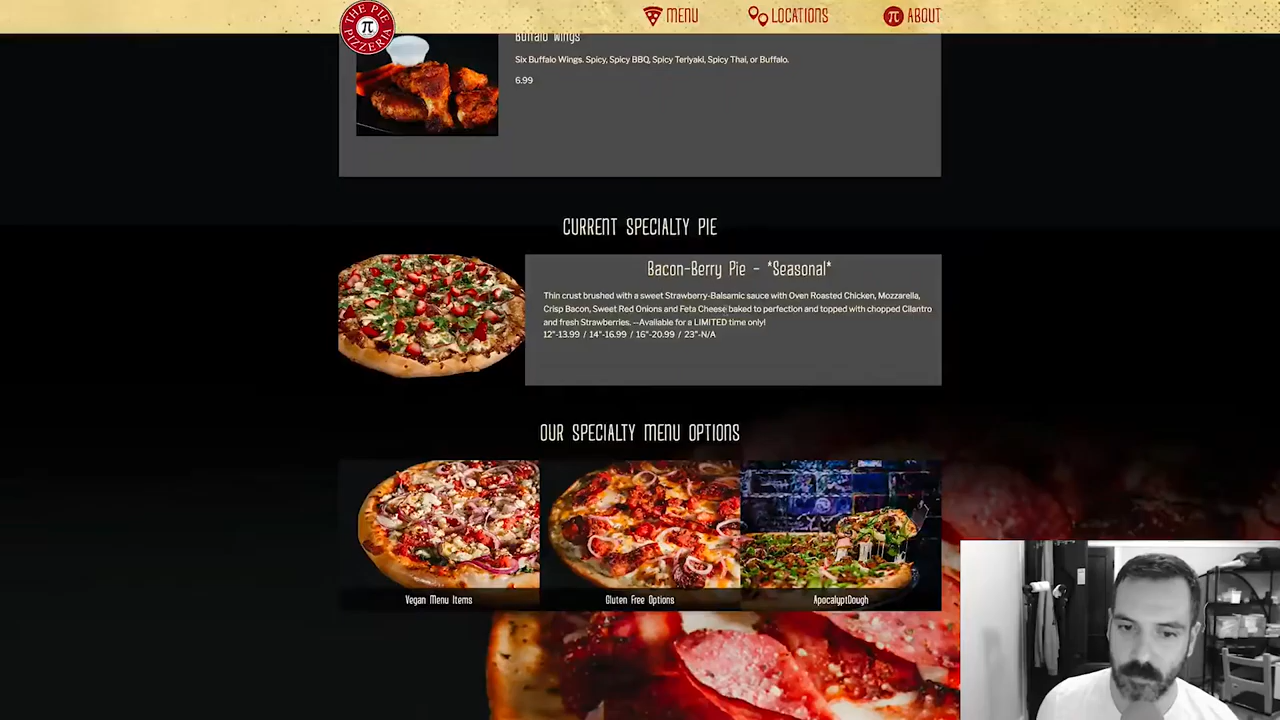 THE PIE
π
PIZZERIA
MENU
LOCATIONS
π ABOUT
Buffalo Wings
Six Buffalo Wings. Spicy, Spicy BBQ, Spicy Teriyaki, Spicy Thai, or Buffalo.
6.99
CURRENT SPECIALTY PIE
Bacon-Berry Pie - *Seasonal*
Thin crust brushed with a sweet Strawberry-Balsamic sauce with Oven Roasted Chicken, Mozzarella,
Crisp Bacon, Sweet Red Onions and Feta Cheese baked to perfection and topped with chopped Cilantro
and fresh Strawberries. —Available for a LIMITED time only!
12"-13.99 / 14"-16.99 / 16"-20.99 / 23"-N/A
OUR SPECIALTY MENU OPTIONS
Vegan Menu Items
Gluten Free Options
ApocalyptDough